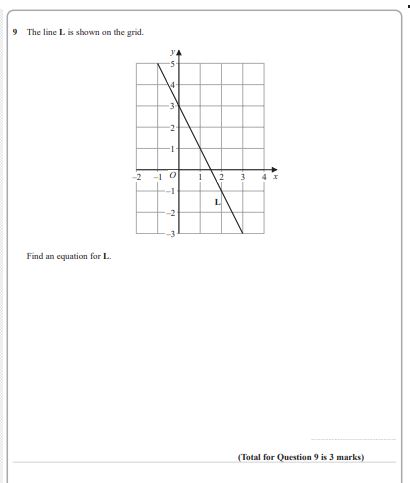 9 The line L is shown on the grid.
y
5
4
3
2
1
-2 -1 O 1 2 3 4 x
-1
L
-2
-3
Find an equation for L.
(Total for Question 9 is 3 marks)